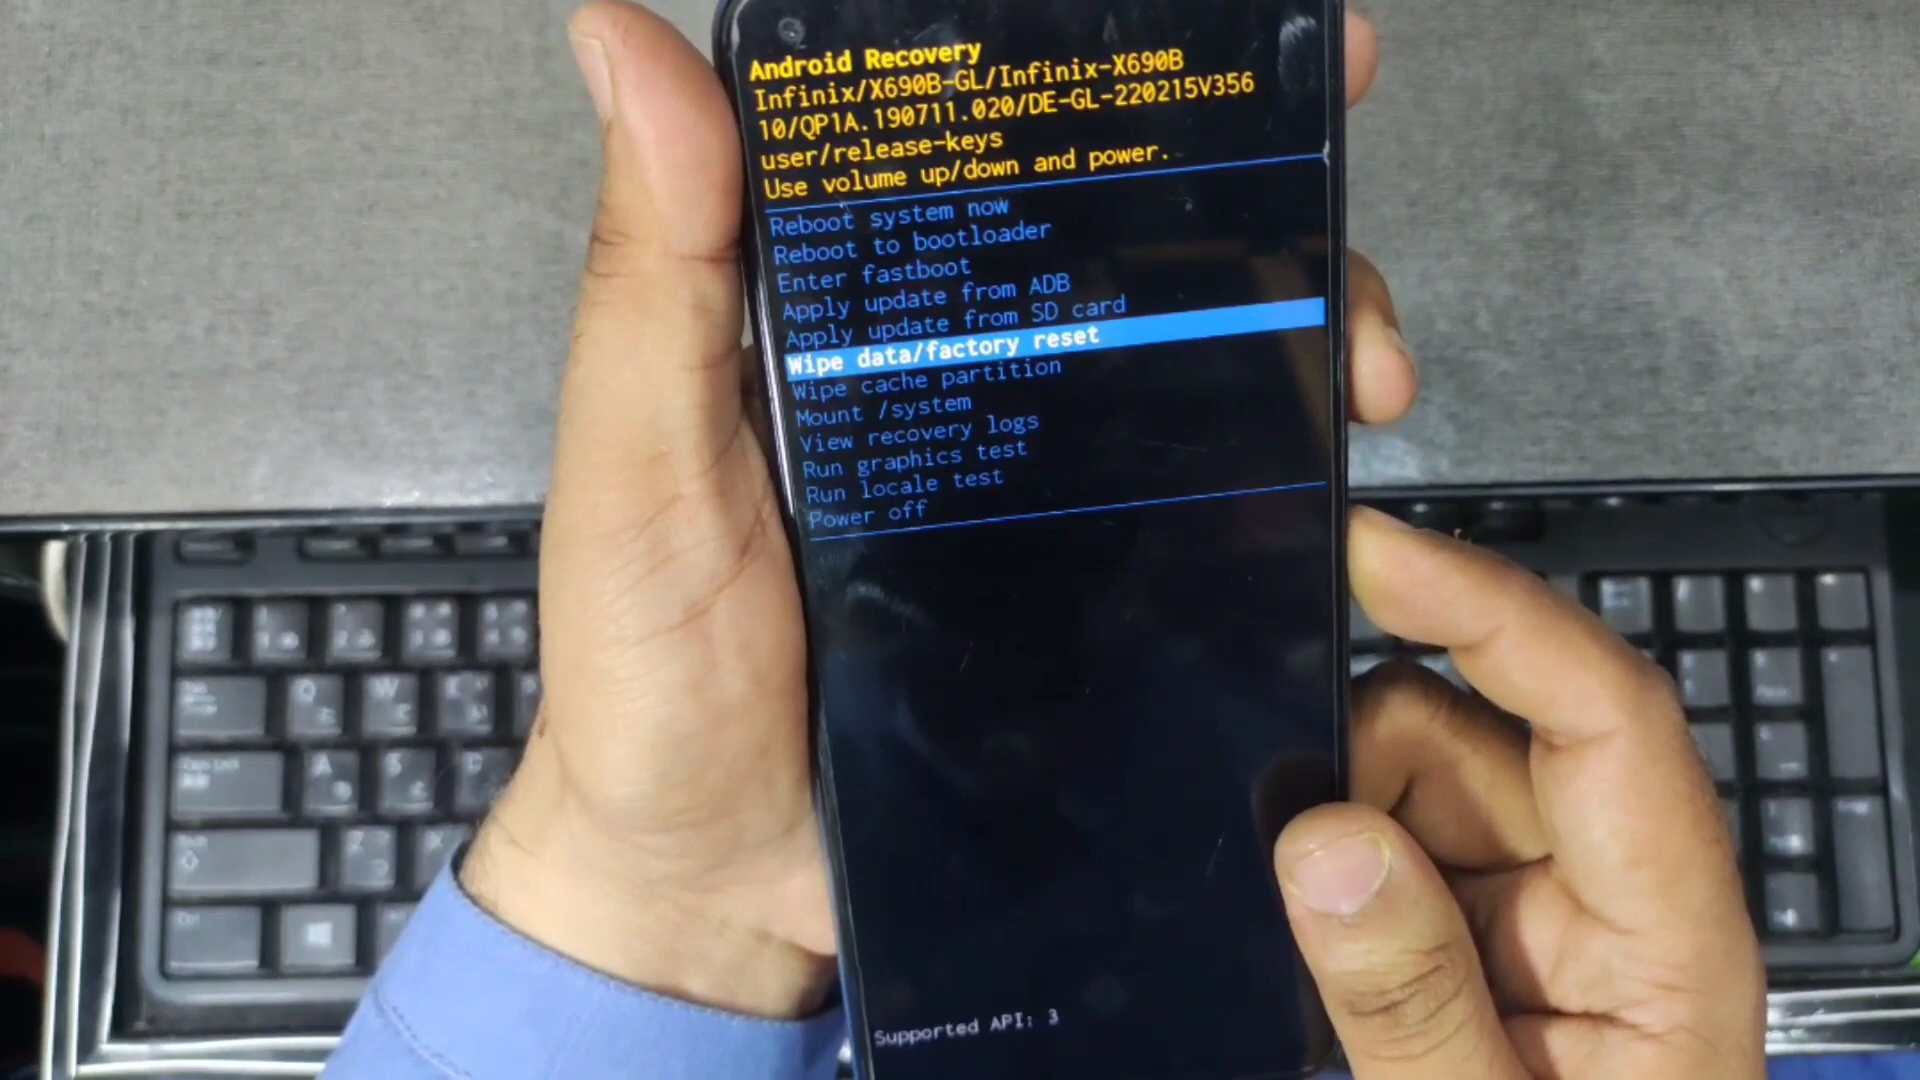 Android Recovery
Infinix/X690B-GL/Infinix-X690B
10/QP1A.190711.020/DE-GL-220215V356
user/release-keys
Use volume up/down and power.
Reboot system now
Reboot to bootloader
Enter fastboot
Apply update from ADB
Apply update from SD card
Wipe data/factory reset
Wipe cache partition
Mount /system
View recovery logs
Run graphics test
Run locale test
Power off
Supported API: 3
Q W
A S D
Z X